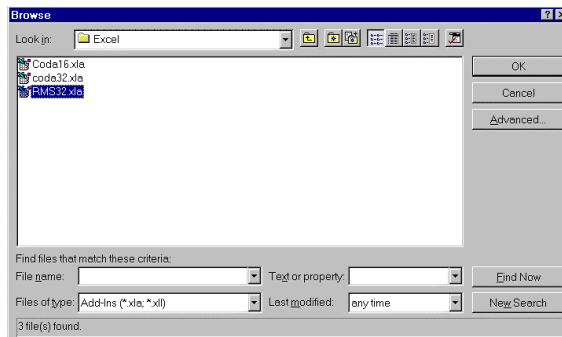 Browse
Look in: Excel
Coda16.xla
coda32.xla
RMS32.xla
OK
Cancel
Advanced...
Find files that match these criteria:
File name: Text or property: Find Now
Files of type: Add-Ins (*.xla; *.xll) Last modified: any time New Search
3 file(s) found.